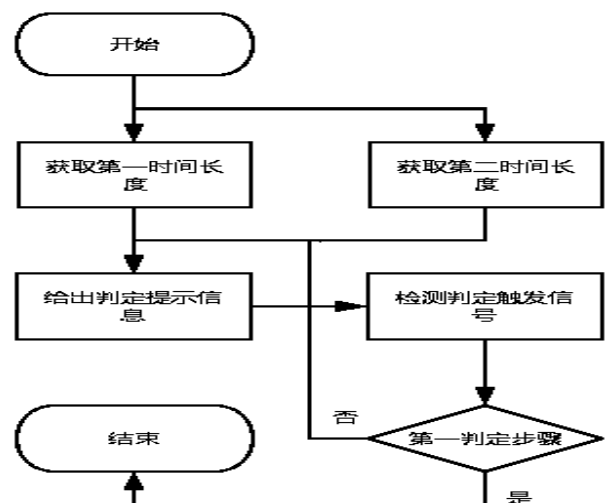 开始
获取第一时间长
度
获取第二时间长
度
给出判定提示信
息
检测判定触发信
号
否
结束
第一判定步骤
是